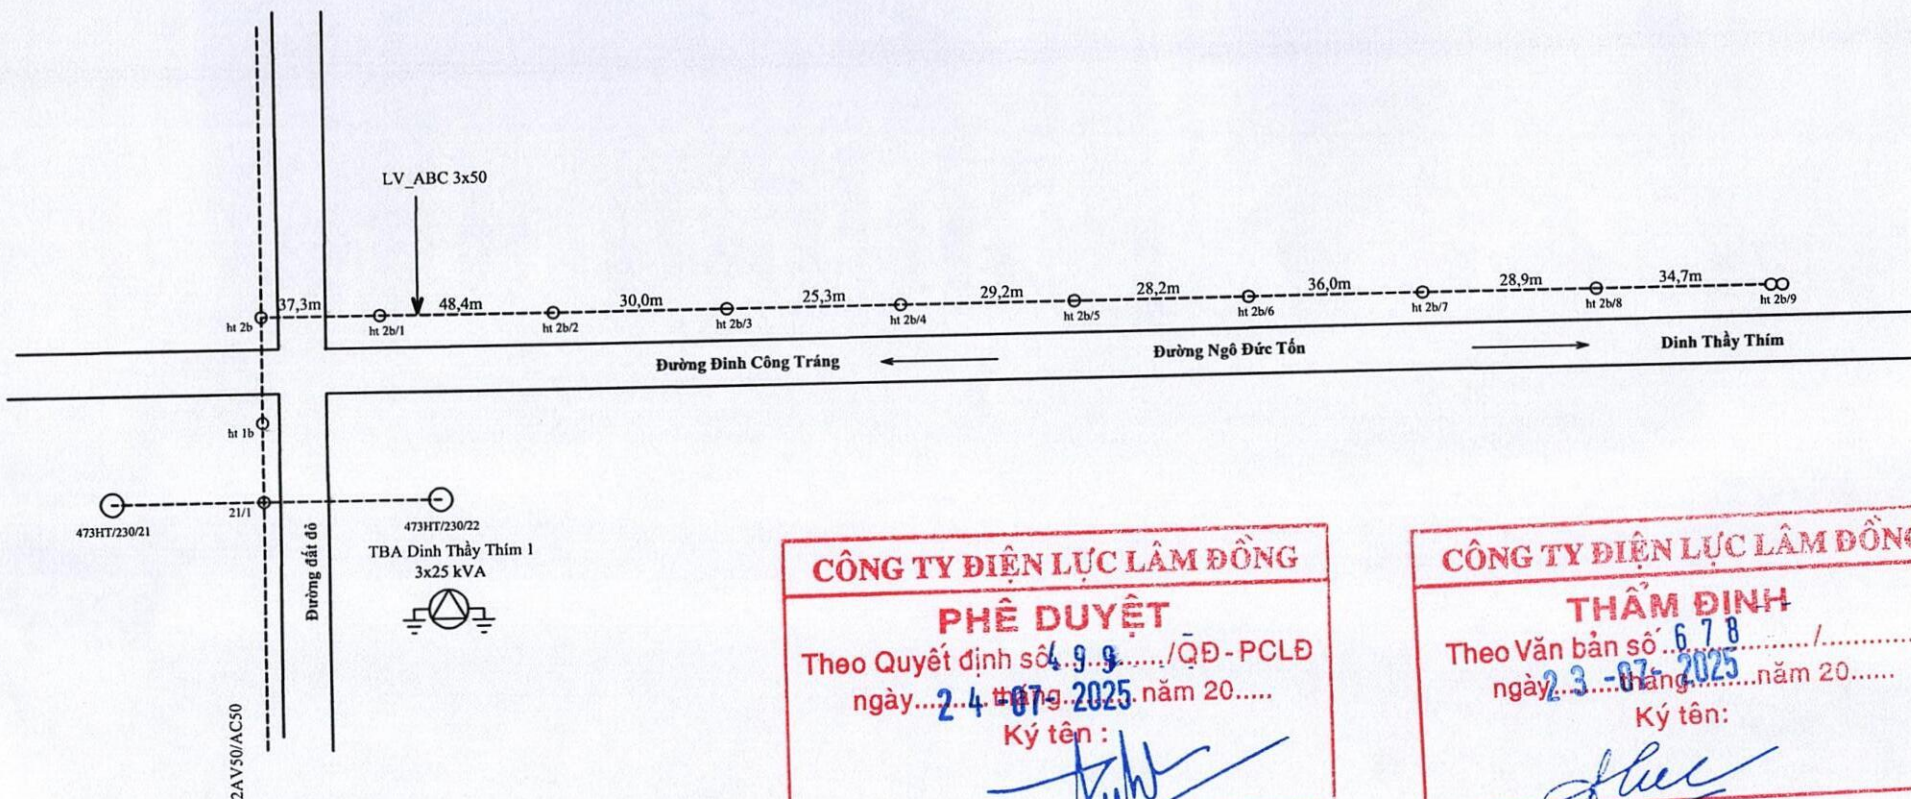 LV_ABC 3x50
37,3m
48,4m
30,0m
25,3m
29,2m
28,2m
36,0m
28,9m
34,7m
ht 2b
ht 2b/1
ht 2b/2
ht 2b/3
ht 2b/4
ht 2b/5
ht 2b/6
ht 2b/7
ht 2b/8
ht 2b/9
Đường Đinh Công Tráng
Đường Ngô Đức Tốn
Dinh Thầy Thím
ht 1b
21/1
473HT/230/21
473HT/230/22
TBA Dinh Thầy Thím 1
3x25 kVA
Đường đất đỏ
2AV50/AC50
CÔNG TY ĐIỆN LỰC LÂM ĐỒNG
PHÊ DUYỆT
Theo Quyết định số 499......./QĐ-PCLĐ
ngày...24-07-2025.năm 20.....
Ký tên :
CÔNG TY ĐIỆN LỰC LÂM ĐỒNG
THẨM ĐỊNH
Theo Văn bản số 678........./............
ngày 23-07-2025......năm 20......
Ký tên: